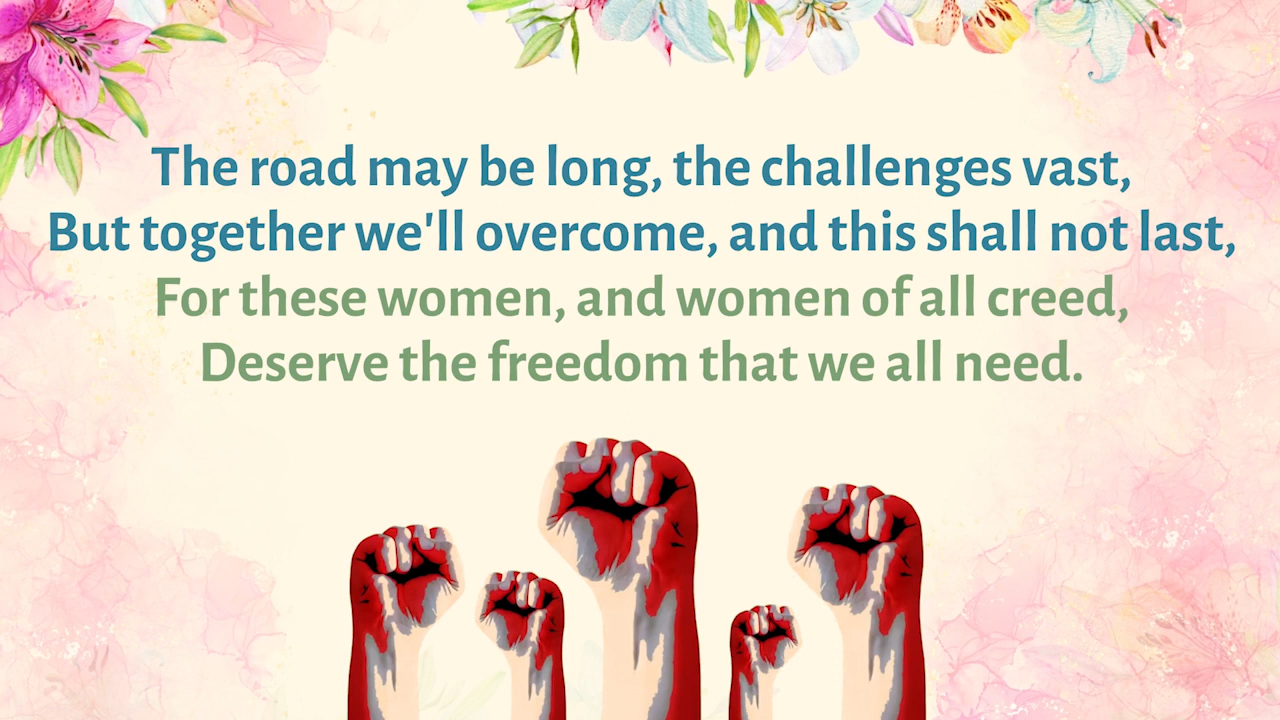 The road may be long, the challenges vast,
But together we'll overcome, and this shall not last,
For these women, and women of all creed,
Deserve the freedom that we all need.